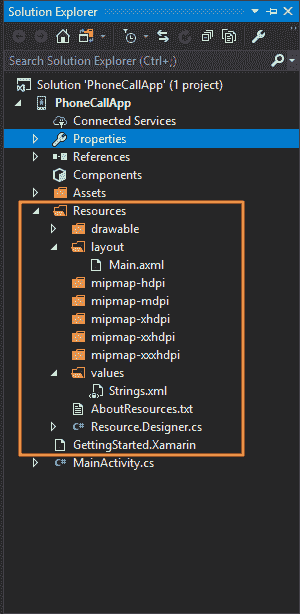 Solution Explorer
Search Solution Explorer (Ctrl+;)
Solution 'PhoneCallApp' (1 project)
PhoneCallApp
Connected Services
Properties
References
Components
Assets
Resources
drawable
layout
Main.axml
mipmap-hdpi
mipmap-mdpi
mipmap-xhdpi
mipmap-xxhdpi
mipmap-xxxhdpi
values
Strings.xml
AboutResources.txt
C# Resource.Designer.cs
GettingStarted.Xamarin
C# MainActivity.cs